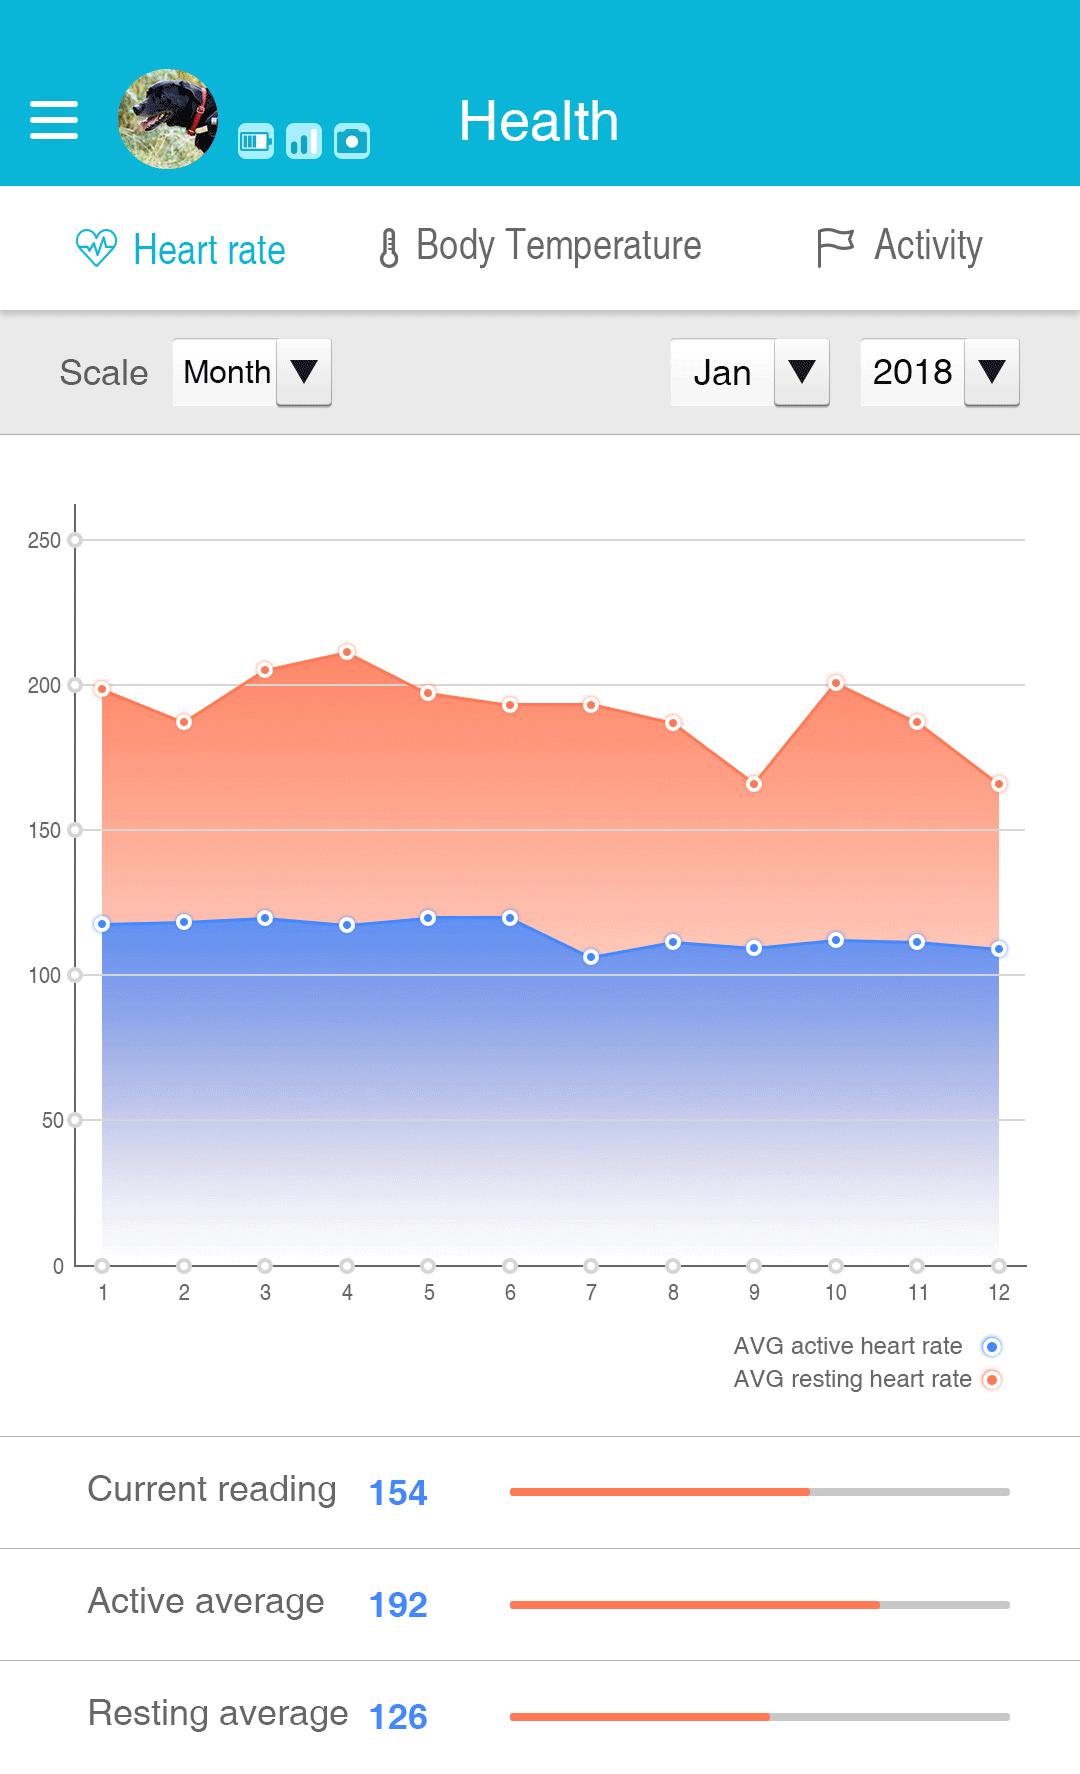 Health
Heart rate Body Temperature Activity
Scale Month Jan 2018
250
200
150
100
50
0
1 2 3 4 5 6 7 8 9 10 11 12
AVG active heart rate
AVG resting heart rate
Current reading 154
Active average 192
Resting average 126